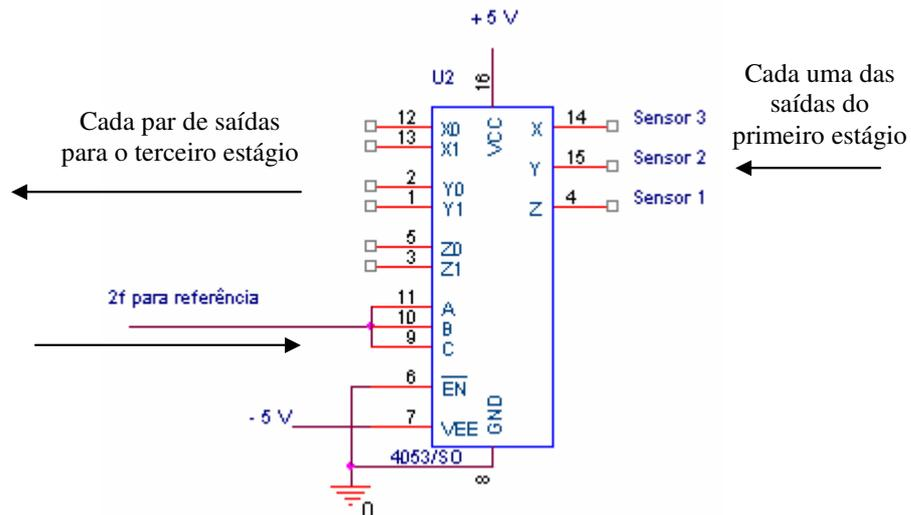 + 5 V
U2
16
Cada uma das
saídas do
primeiro estágio
Cada par de saídas
para o terceiro estágio
12 X0 VCC X 14 Sensor 3
13 X1
Y 15 Sensor 2
2 Y0
1 Y1 Z 4 Sensor 1
5 Z0
3 Z1
2f para referência
11 A
10 B
9 C
6 EN
- 5 V 7 VEE GND
4053/SO
8
0